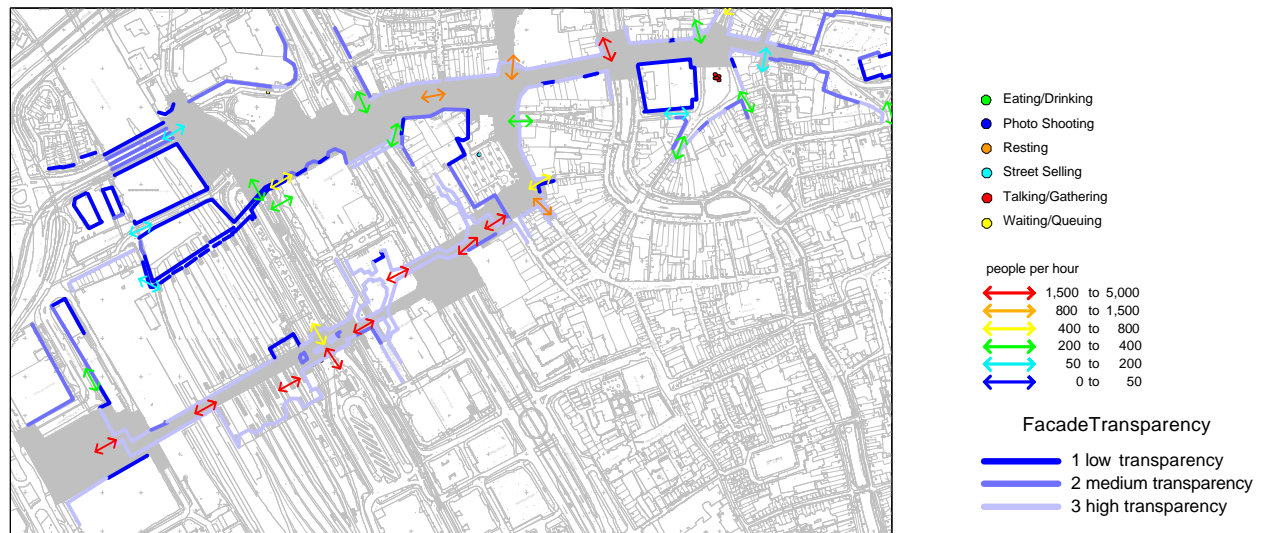 Eating/Drinking
Photo Shooting
Resting
Street Selling
Talking/Gathering
Waiting/Queuing
people per hour
1,500 to 5,000
800 to 1,500
400 to 800
200 to 400
50 to 200
0 to 50
FacadeTransparency
1 low transparency
2 medium transparency
3 high transparency